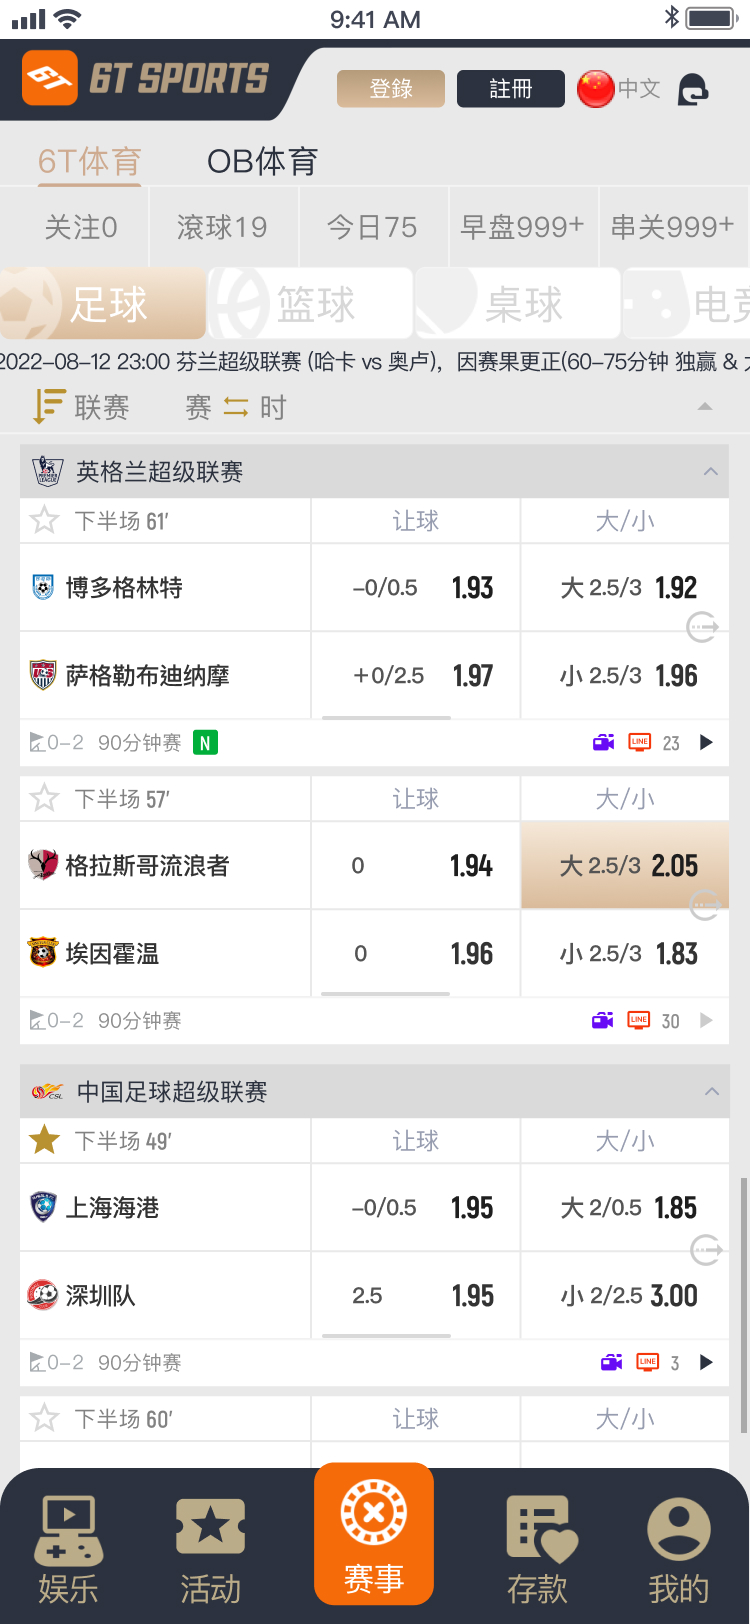 9:41 AM
6T SPORTS
登錄 註冊 中文
6T体育 OB体育
关注0 滚球19 今日75 早盘999+ 串关999+
足球 篮球 桌球 电竞
2022-08-12 23:00 芬兰超级联赛 (哈卡 vs 奥卢)，因赛果更正(60-75分钟 独赢 & 大
联赛 赛 时
英格兰超级联赛
下半场 61' 让球 大/小
博多格林特 -0/0.5 1.93 大 2.5/3 1.92
萨格勒布迪纳摩 +0/2.5 1.97 小 2.5/3 1.96
0-2 90分钟赛 N LINE 23
下半场 57' 让球 大/小
格拉斯哥流浪者 0 1.94 大 2.5/3 2.05
埃因霍温 0 1.96 小 2.5/3 1.83
0-2 90分钟赛 LINE 30
CSL 中国足球超级联赛
下半场 49' 让球 大/小
上海海港 -0/0.5 1.95 大 2/0.5 1.85
深圳队 2.5 1.95 小 2/2.5 3.00
0-2 90分钟赛 LINE 3
下半场 60' 让球 大/小
娱乐 活动 赛事 存款 我的